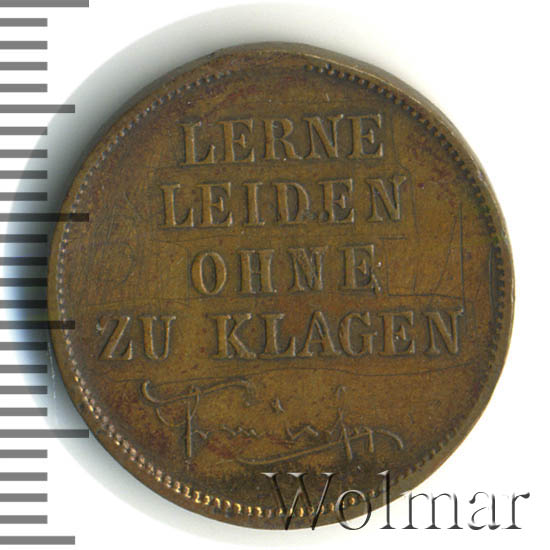 LERNE
LEIDEN
OHNE
ZU KLAGEN
Wolmar